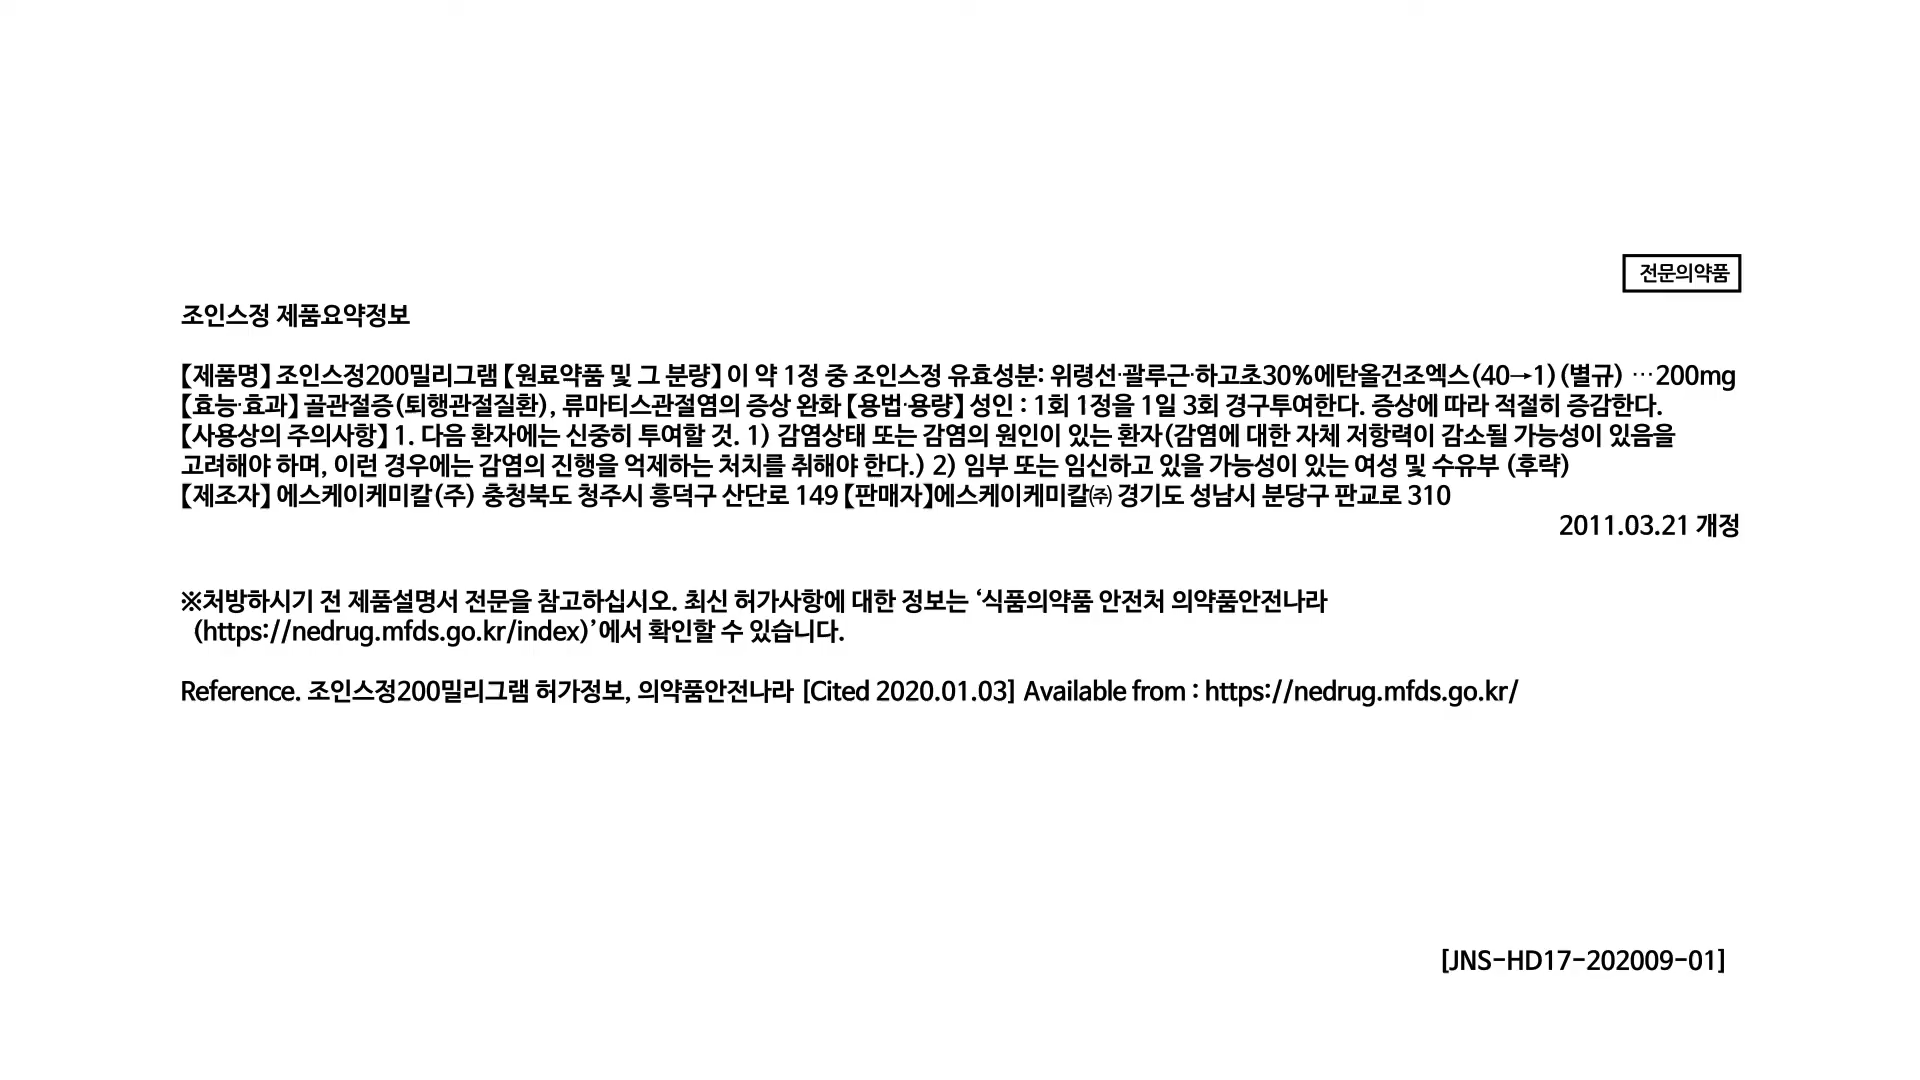 전문의약품
조인스정 제품요약정보
【제품명】 조인스정200밀리그램 【원료약품 및 그 분량】 이 약 1정 중 조인스정 유효성분: 위령선·괄루근·하고초30%에탄올건조엑스(40→1)(별규) …200mg
【효능·효과】 골관절증(퇴행관절질환), 류마티스관절염의 증상 완화 【용법·용량】 성인 : 1회 1정을 1일 3회 경구투여한다. 증상에 따라 적절히 증감한다.
【사용상의 주의사항】 1. 다음 환자에는 신중히 투여할 것. 1) 감염상태 또는 감염의 원인이 있는 환자(감염에 대한 자체 저항력이 감소될 가능성이 있음을
고려해야 하며, 이런 경우에는 감염의 진행을 억제하는 처치를 취해야 한다.) 2) 임부 또는 임신하고 있을 가능성이 있는 여성 및 수유부 (후략)
【제조자】 에스케이케미칼(주) 충청북도 청주시 흥덕구 산단로 149 【판매자】에스케이케미칼㈜ 경기도 성남시 분당구 판교로 310
2011.03.21 개정
※처방하시기 전 제품설명서 전문을 참고하십시오. 최신 허가사항에 대한 정보는 ‘식품의약품 안전처 의약품안전나라
(https://nedrug.mfds.go.kr/index)’에서 확인할 수 있습니다.
Reference. 조인스정200밀리그램 허가정보, 의약품안전나라 [Cited 2020.01.03] Available from : https://nedrug.mfds.go.kr/
[JNS-HD17-202009-01]